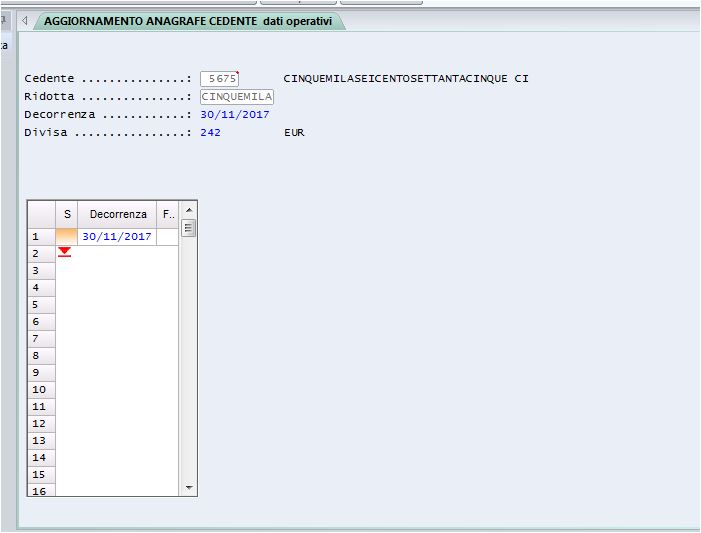 AGGIORNAMENTO ANAGRAFE CEDENTE dati operativi
ta
Cedente ...............: 5675 CINQUEMILASEICENTOSETTANTACINQUE CI
Ridotta ...............: CINQUEMILA
Decorrenza ............: 30/11/2017
Divisa ................: 242 EUR
S Decorrenza F..
1 30/11/2017
2
3
4
5
6
7
8
9
10
11
12
13
14
15
16